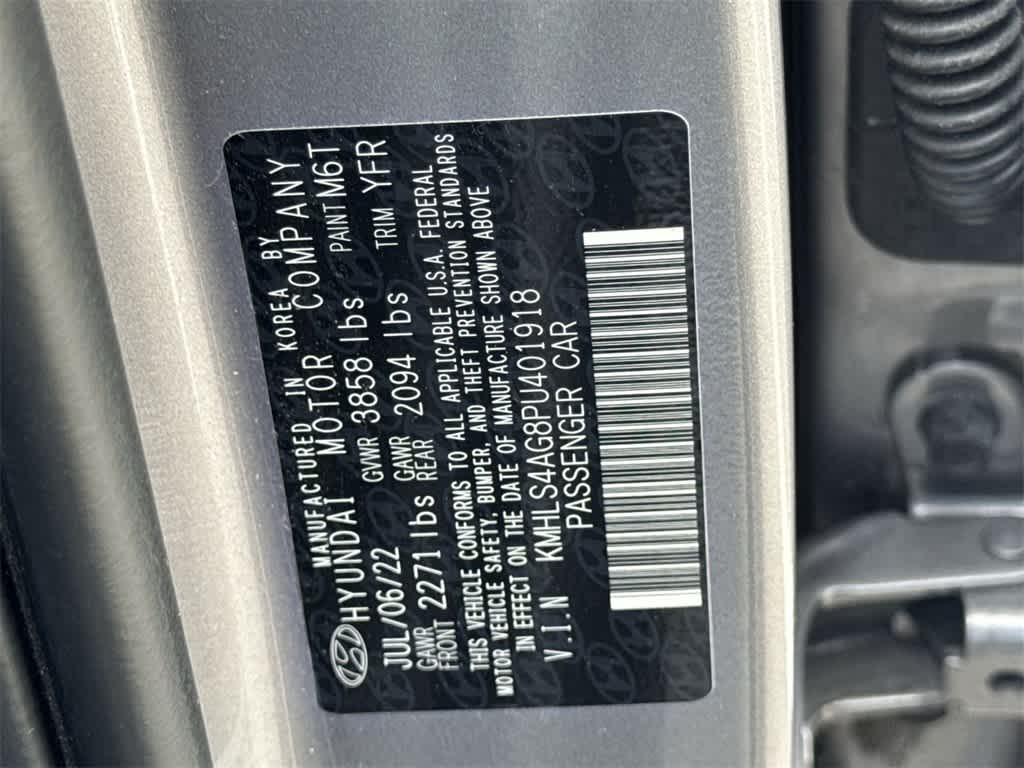 MANUFACTURED IN KOREA BY
HYUNDAI MOTOR COMPANY
JUL/06/22 GVWR 3858 lbs PAINT M6T
GAWR FRONT 2271 lbs GAWR REAR 2094 lbs TRIM YFR
THIS VEHICLE CONFORMS TO ALL APPLICABLE U.S.A. FEDERAL
MOTOR VEHICLE SAFETY, BUMPER, AND THEFT PREVENTION STANDARDS
IN EFFECT ON THE DATE OF MANUFACTURE SHOWN ABOVE
V.I.N KMHLS4AG8PU401918
PASSENGER CAR